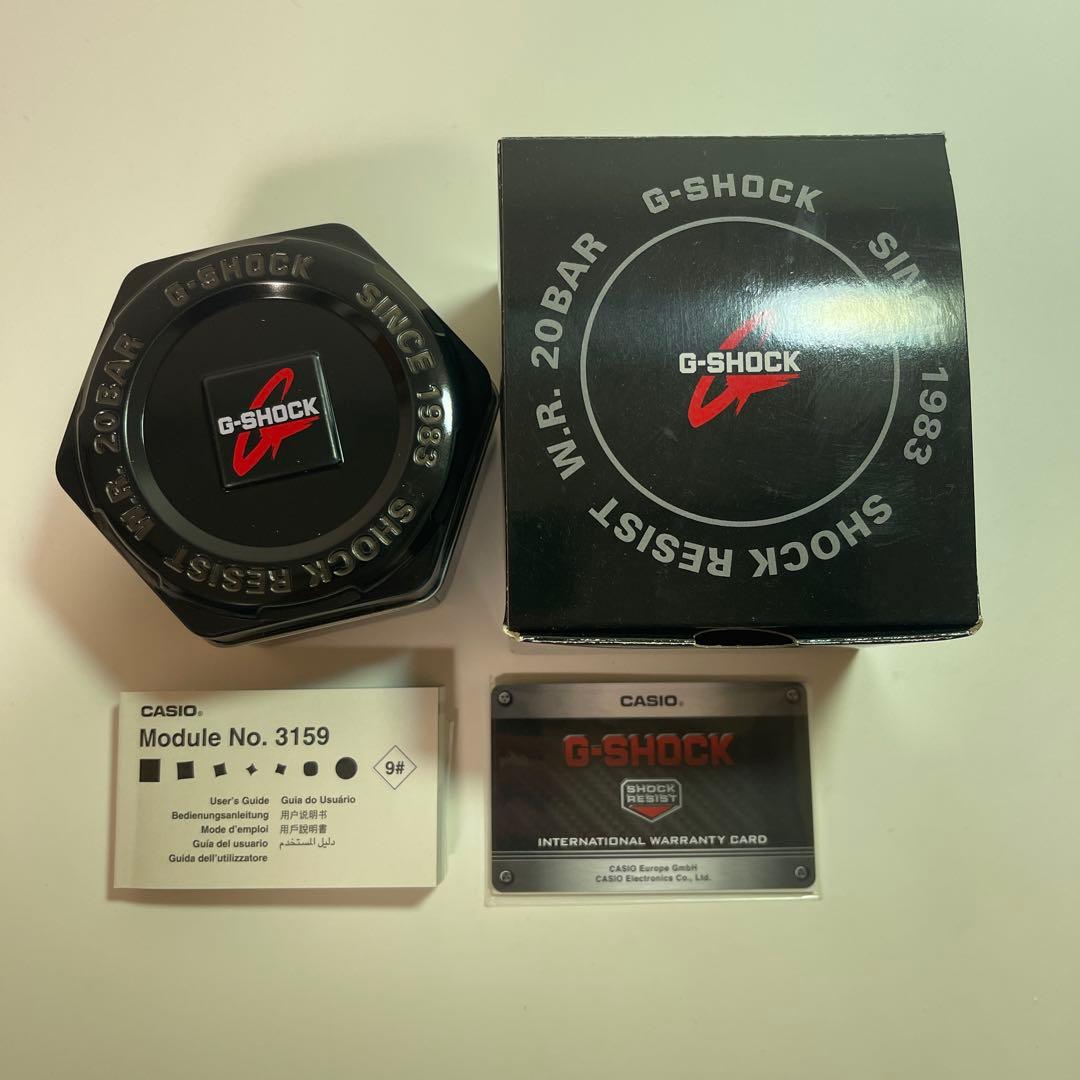 G-SHOCK
SINCE 1983
SHOCK RESIST
W.R. 20BAR
G-SHOCK
G-SHOCK
SINCE 1983
SHOCK RESIST
W.R. 20BAR
G-SHOCK
CASIO®
Module No. 3159
9#
User's Guide Guia do Usuário
Bedienungsanleitung 用户说明书
Mode d'emploi 用戶說明書
Guía del usuario دليل المستخدم
Guida dell'utilizzatore
CASIO®
G-SHOCK
SHOCK
RESIST
INTERNATIONAL WARRANTY CARD
CASIO Europe GmbH
CASIO Electronics Co., Ltd.